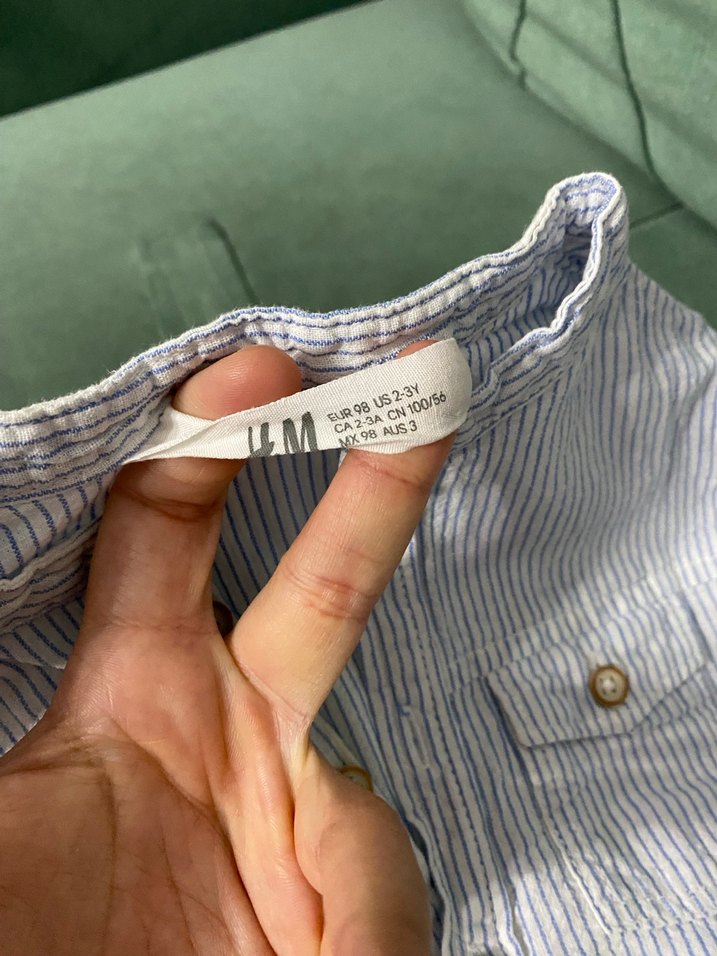 H&M
EUR 98 US 2-3Y
CA 2-3A CN 100/56
MX 98 AUS 3